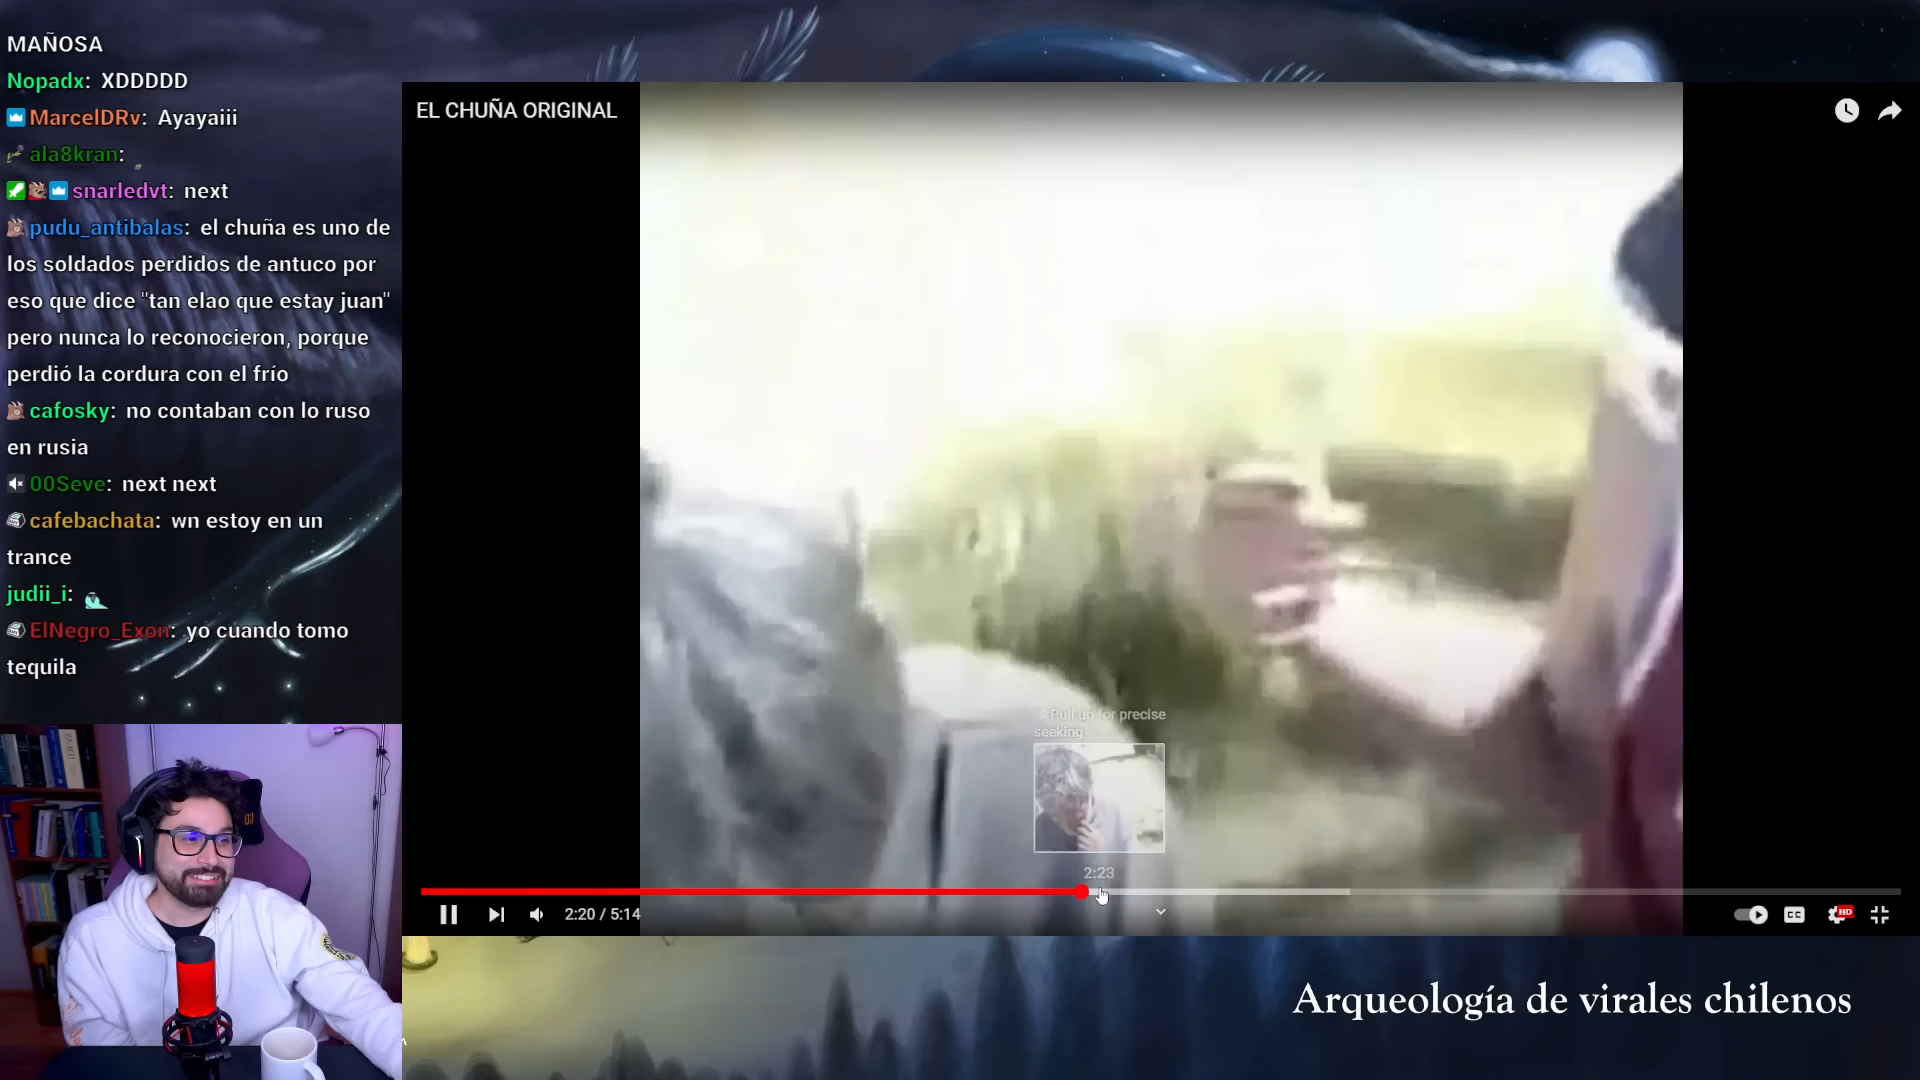 MAÑOSA
Nopadx: XDDDDD
MarcelDRv: Ayayaiii
ala8kran:
snarledvt: next
pudu_antibalas: el chuña es uno de
los soldados perdidos de antuco por
eso que dice "tan elao que estay juan"
pero nunca lo reconocieron, porque
perdió la cordura con el frío
cafosky: no contaban con lo ruso
en rusia
00Seve: next next
cafebachata: wn estoy en un
trance
judii_i:
ElNegro_Exon: yo cuando tomo
tequila
EL CHUÑA ORIGINAL
Pull up for precise
seeking
2:23
2:20 / 5:14
CC
HD
Arqueología de virales chilenos